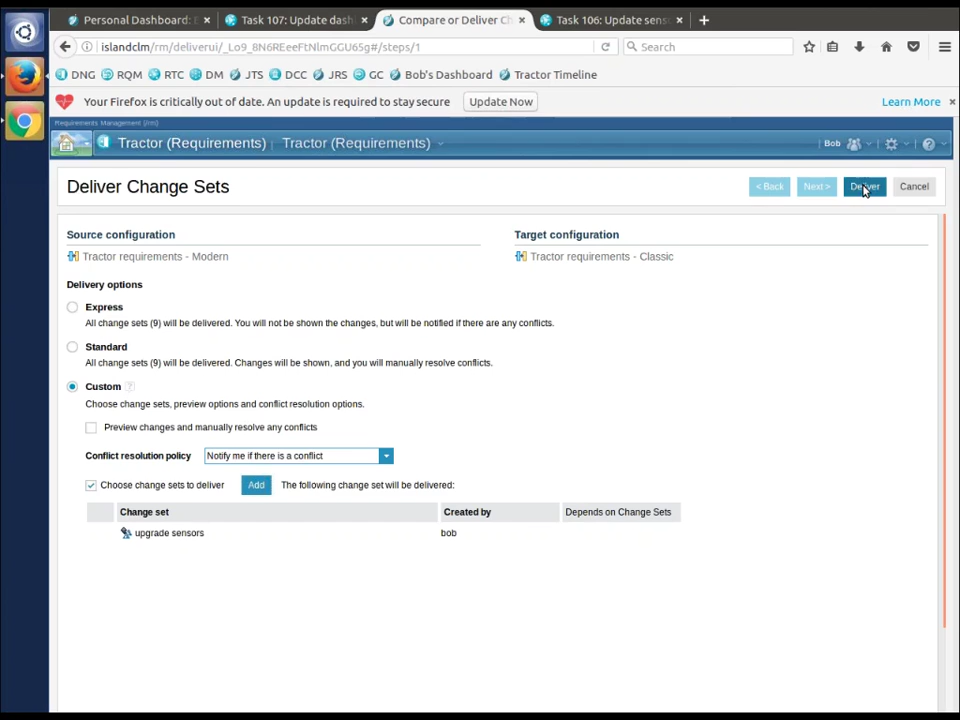 Personal Dashboard: 
Task 107: Update dash
Compare or Deliver Ch
Task 106: Update sens
islandclm/rm/deliverui/_Lo9_8N6REeeFtNlmGGU65g#/steps/1
Search
DNG RQM RTC DM JTS DCC JRS GC Bob's Dashboard Tractor Timeline
Your Firefox is critically out of date. An update is required to stay secure
Update Now
Learn More
Requirements Management (/rm)
Tractor (Requirements) Tractor (Requirements)
Bob
Deliver Change Sets
< Back
Next >
Deliver
Cancel
Source configuration
Target configuration
Tractor requirements - Modern
Tractor requirements - Classic
Delivery options
Express
All change sets (9) will be delivered. You will not be shown the changes, but will be notified if there are any conflicts.
Standard
All change sets (9) will be delivered. Changes will be shown, and you will manually resolve conflicts.
Custom ?
Choose change sets, preview options and conflict resolution options.
Preview changes and manually resolve any conflicts
Conflict resolution policy
Notify me if there is a conflict
Choose change sets to deliver
Add
The following change set will be delivered:
Change set
Created by
Depends on Change Sets
upgrade sensors
bob